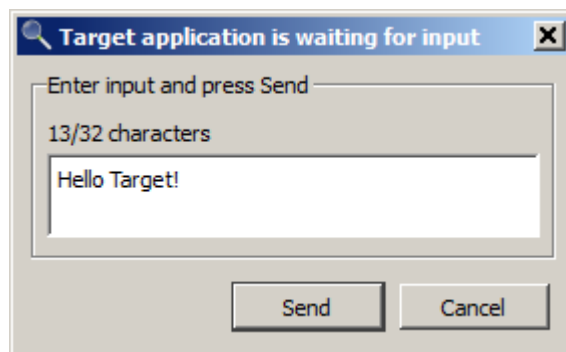 Target application is waiting for input
Enter input and press Send
13/32 characters
Hello Target!
Send Cancel